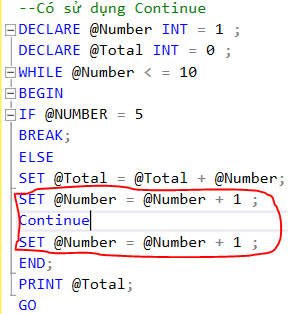 --Có sử dụng Continue
DECLARE @Number INT = 1 ;
DECLARE @Total INT = 0 ;
WHILE @Number < = 10
BEGIN
IF @NUMBER = 5
BREAK;
ELSE
SET @Total = @Total + @Number;
SET @Number = @Number + 1 ;
Continue
SET @Number = @Number + 1 ;
END;
PRINT @Total;
GO